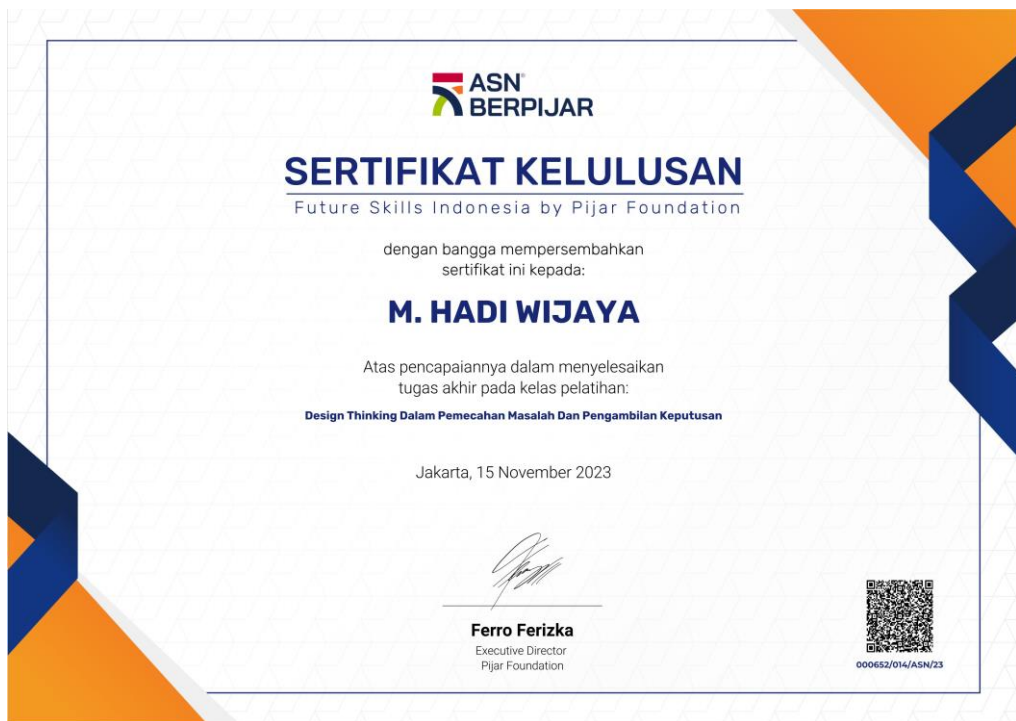 ASN
BERPIJAR
SERTIFIKAT KELULUSAN
Future Skills Indonesia by Pijar Foundation
dengan bangga mempersembahkan
sertifikat ini kepada:
M. HADI WIJAYA
Atas pencapaiannya dalam menyelesaikan
tugas akhir pada kelas pelatihan:
Design Thinking Dalam Pemecahan Masalah Dan Pengambilan Keputusan
Jakarta, 15 November 2023
Ferro Ferizka
Executive Director
Pijar Foundation
000652/014/ASN/23